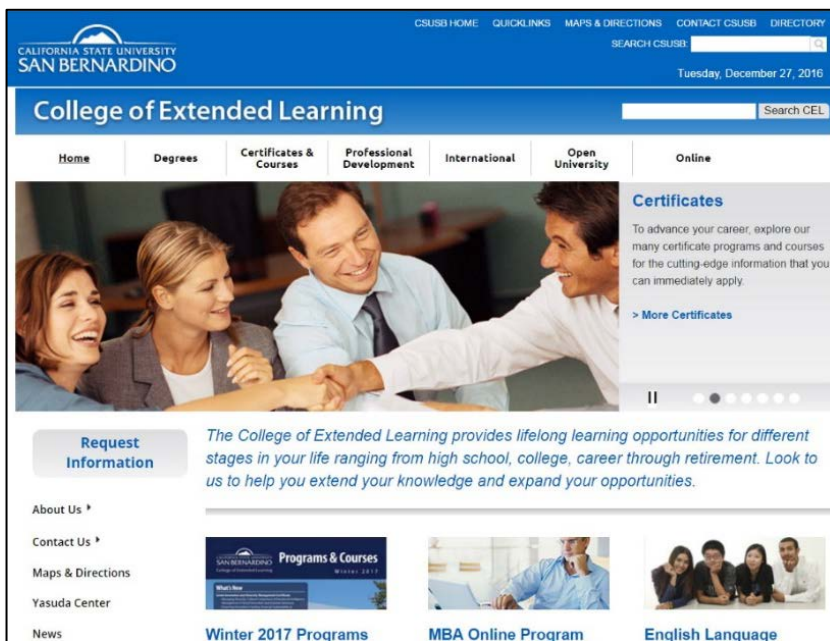 CSUSB HOME QUICKLINKS MAPS & DIRECTIONS CONTACT CSUSB DIRECTORY
SEARCH CSUSB:
CALIFORNIA STATE UNIVERSITY
SAN BERNARDINO
Tuesday, December 27, 2016
College of Extended Learning
Search CEL
Home Degrees Certificates & Courses Professional Development International Open University Online
Certificates
To advance your career, explore our
many certificate programs and courses
for the cutting-edge information that you
can immediately apply.
> More Certificates
Request
Information
The College of Extended Learning provides lifelong learning opportunities for different
stages in your life ranging from high school, college, career through retirement. Look to
us to help you extend your knowledge and expand your opportunities.
About Us
Contact Us
Maps & Directions
Yasuda Center
News
SAN BERNARDINO
College of Extended Learning
Programs & Courses
Winter 2017
What's New
Winter 2017 Programs
MBA Online Program
English Language